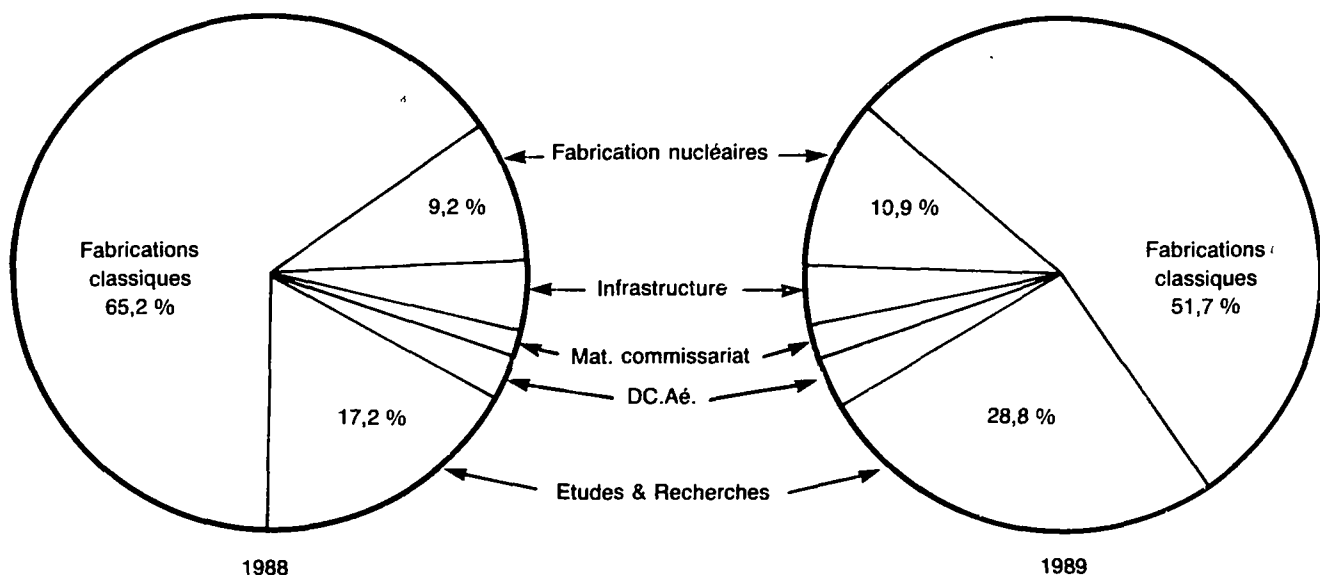 Fabrication nucléaires
9,2 %
10,9 %
Fabrications
classiques
65,2 %
Fabrications
classiques
51,7 %
Infrastructure
Mat. commissariat
DC.Aé.
17,2 %
28,8 %
Etudes & Recherches
1988
1989